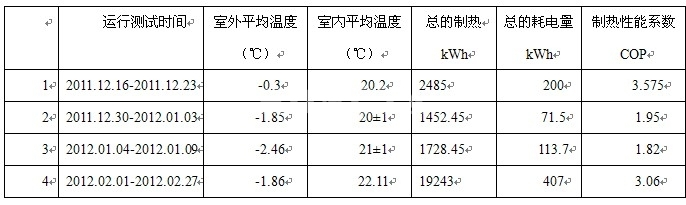 运行测试时间 室外平均温度 室内平均温度 总的制热 总的耗电量 制热性能系数
(℃) (℃) kWh kWh COP
1 2011.12.16-2011.12.23 -0.3 20.2 2485 200 3.575
2 2011.12.30-2012.01.03 -1.85 20±1 1452.45 71.5 1.95
3 2012.01.04-2012.01.09 -2.46 21±1 1728.45 113.7 1.82
4 2012.02.01-2012.02.27 -1.86 22.11 19243 407 3.06